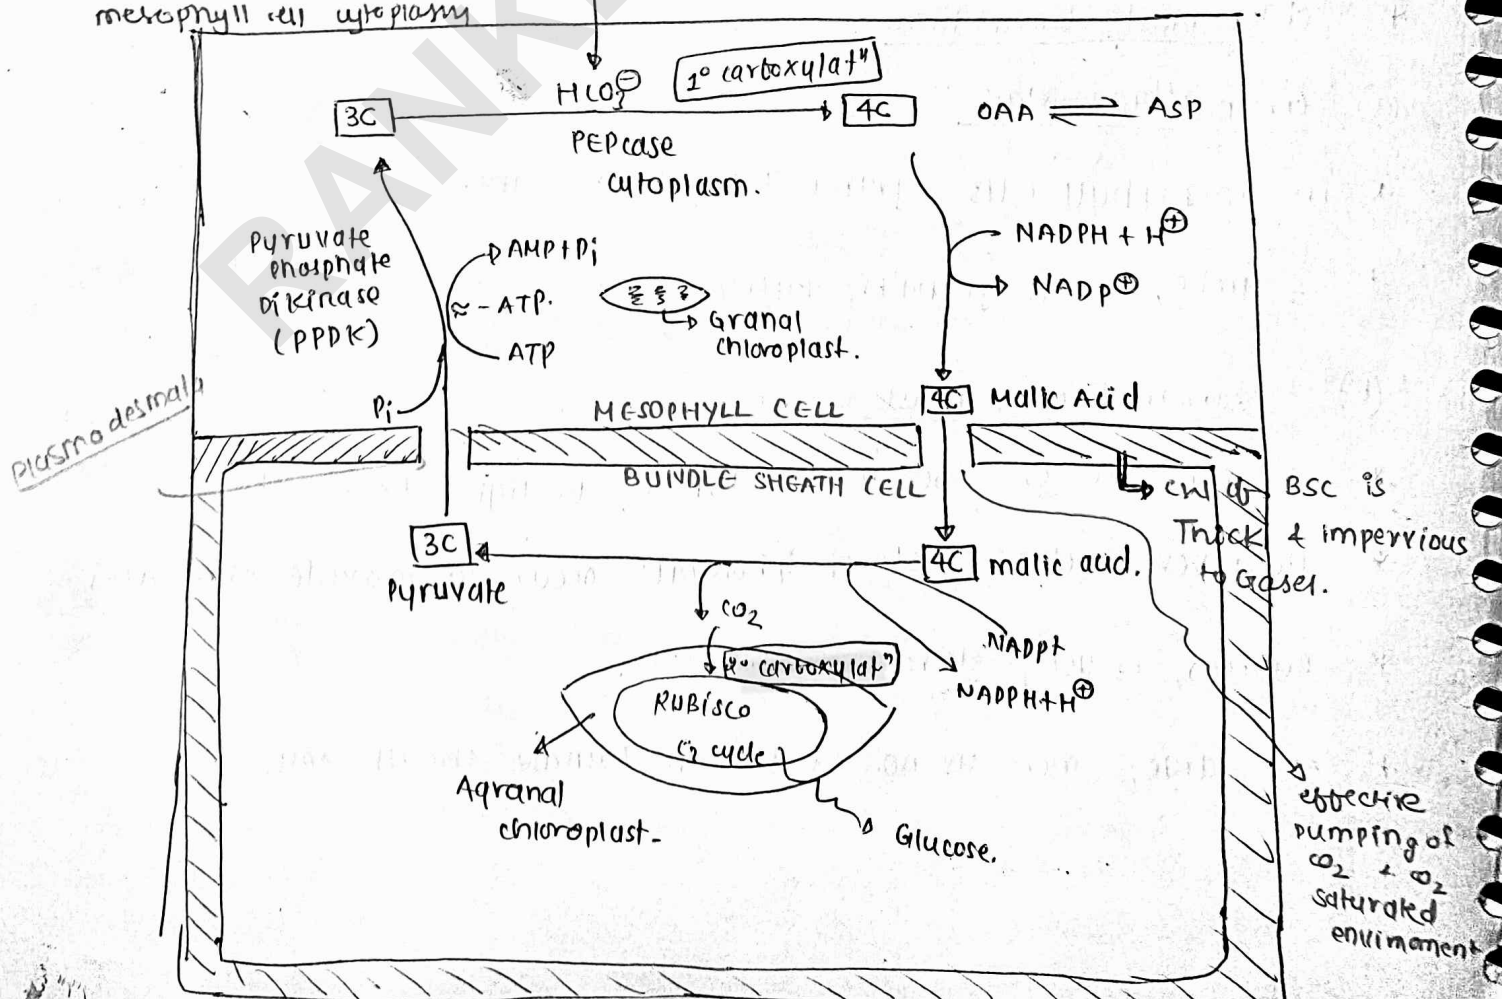 mesophyll cell cytoplasm
RANK
HCO3⊖
1° carboxylatⁿ
3C
4C
OAA ⇌ ASP
PEPcase
cytoplasm.
Pyruvate
phosphate
Dikinase
(PPDK)
AMP+Pi
≈ - ATP.
ATP
Pi
Granal
chloroplast.
NADPH + H⊕
NADP⊕
4C Malic Acid
MESOPHYLL CELL
plasmodesmata
BUNDLE SHEATH CELL
CW of BSC is
Thick & impervious
to Gases.
3C
Pyruvate
4C malic acid.
CO2
NADP+
NADPH+H⊕
2° carboxylatⁿ
RUBISCO
C3 cycle
Agranal
chloroplast-
Glucose.
effective
pumping of
CO2 + CO2
saturated
enviroment